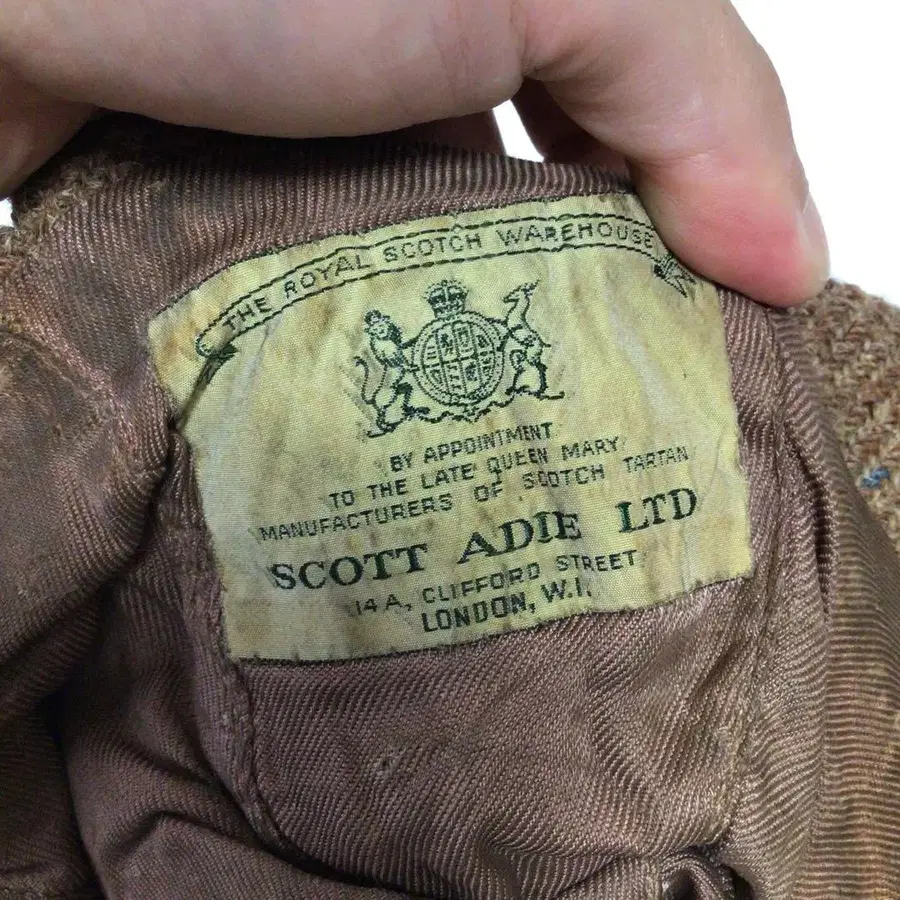 THE ROYAL SCOTCH WAREHOUSE
BY APPOINTMENT
TO THE LATE QUEEN MARY
MANUFACTURERS OF SCOTCH TARTAN
SCOTT ADIE LTD
14A, CLIFFORD STREET
LONDON, W.1.